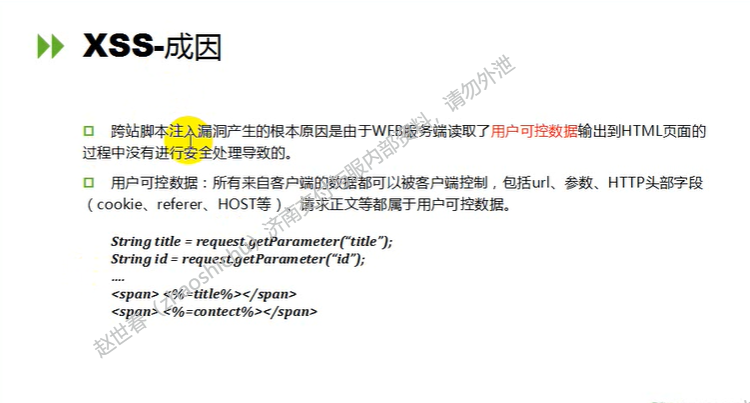 XSS-成因
跨站脚本注入漏洞产生的根本原因是由于WEB服务端读取了用户可控数据输出到HTML页面的
过程中没有进行安全处理导致的。
用户可控数据：所有来自客户端的数据都可以被客户端控制，包括url、参数、HTTP头部字段
（cookie、referer、HOST等）、请求正文等都属于用户可控数据。
String title = request.getParameter(“title”);
String id = request.getParameter(“id”);
....
<span> <%=title%></span>
<span> <%=contect%></span>
赵世春（zhaoshichu）济南交付客服内部资料，请勿外泄